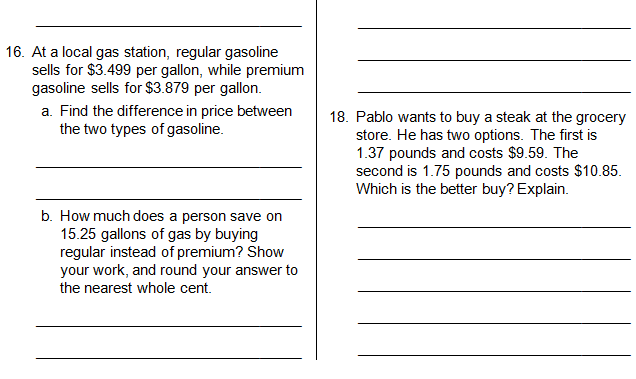 16. At a local gas station, regular gasoline
sells for $3.499 per gallon, while premium
gasoline sells for $3.879 per gallon.
a. Find the difference in price between
the two types of gasoline.
b. How much does a person save on
15.25 gallons of gas by buying
regular instead of premium? Show
your work, and round your answer to
the nearest whole cent.
18. Pablo wants to buy a steak at the grocery
store. He has two options. The first is
1.37 pounds and costs $9.59. The
second is 1.75 pounds and costs $10.85.
Which is the better buy? Explain.